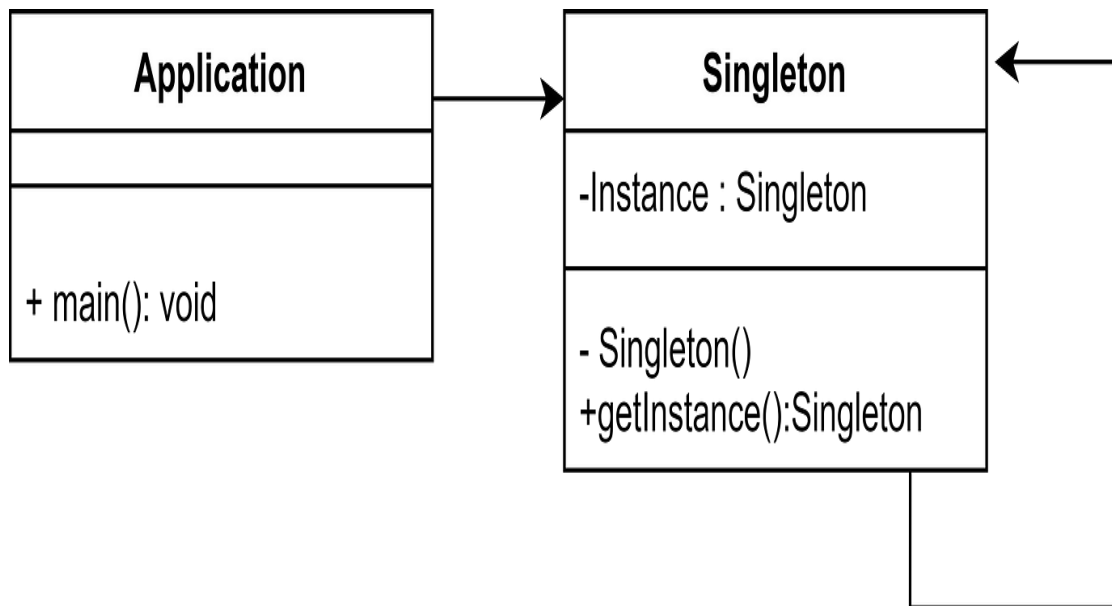 Application
+ main(): void
Singleton
-Instance : Singleton
- Singleton()
+getInstance():Singleton